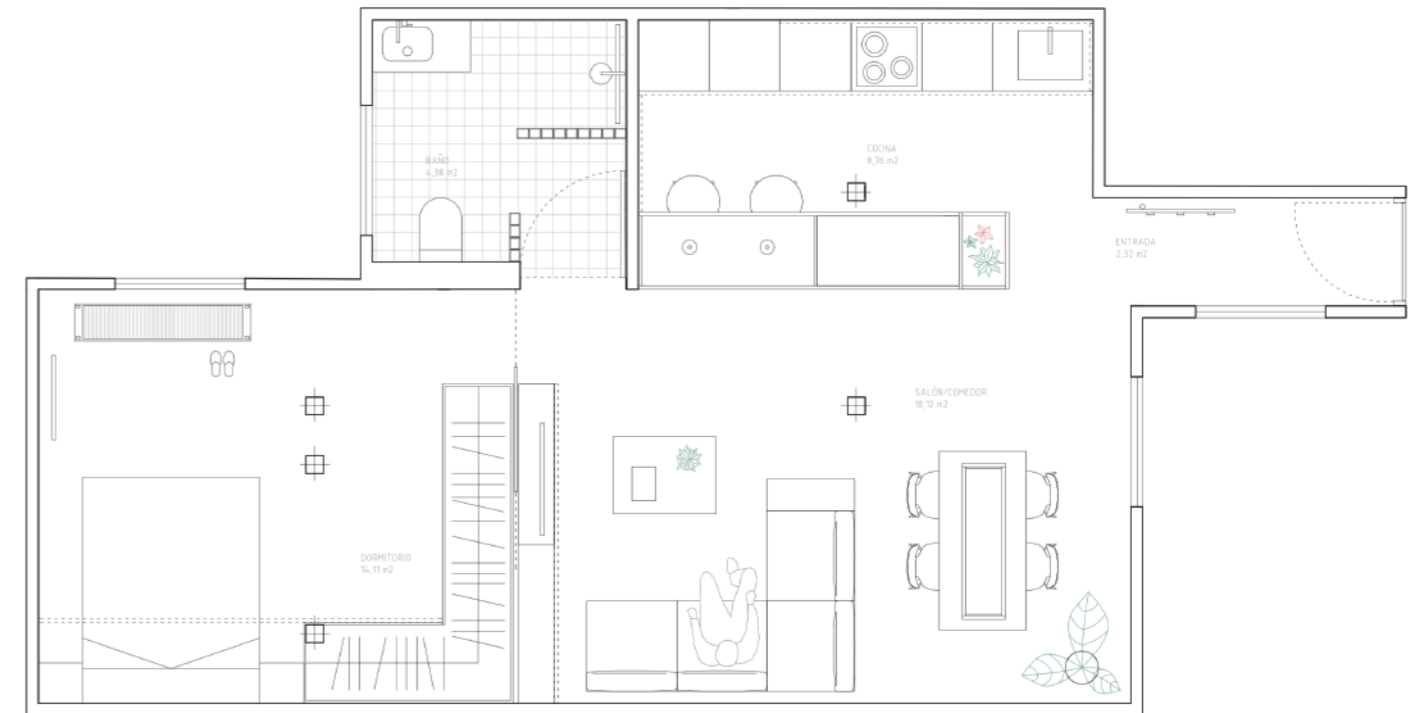 BAÑO
4,38 m2
COCINA
8,76 m2
ENTRADA
2,32 m2
SALÓN/COMEDOR
18,12 m2
DORMITORIO
14,11 m2